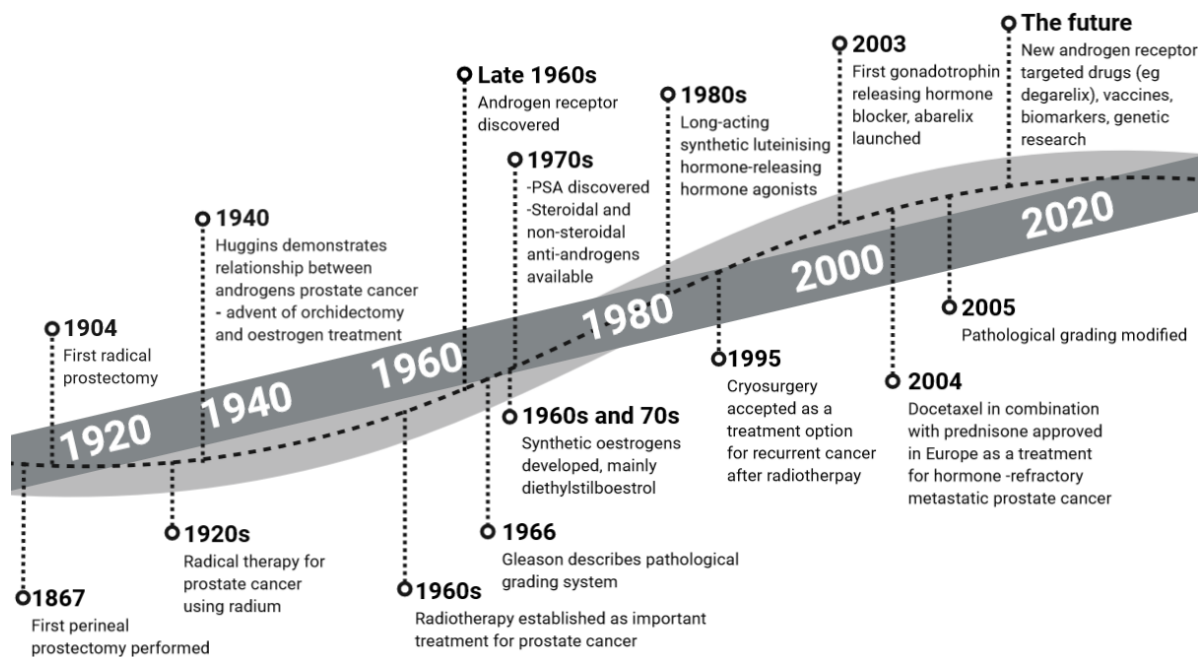 The future
New androgen receptor
targeted drugs (eg
degarelix), vaccines,
biomarkers, genetic
research
2003
First gonadotrophin
releasing hormone
blocker, abarelix
launched
Late 1960s
Androgen receptor
discovered
1980s
Long-acting
synthetic luteinising
hormone-releasing
hormone agonists
1970s
-PSA discovered
-Steroidal and
non-steroidal
anti-androgens
available
1940
Huggins demonstrates
relationship between
androgens prostate cancer
- advent of orchidectomy
and oestrogen treatment
1904
First radical
prostectomy
1920
1940
1960
1980
2000
2020
2005
Pathological grading modified
1995
Cryosurgery
accepted as a
treatment option
for recurrent cancer
after radiotherpay
2004
Docetaxel in combination
with prednisone approved
in Europe as a treatment
for hormone -refractory
metastatic prostate cancer
1960s and 70s
Synthetic oestrogens
developed, mainly
diethylstilboestrol
1920s
Radical therapy for
prostate cancer
using radium
1966
Gleason describes pathological
grading system
1960s
Radiotherapy established as important
treatment for prostate cancer
1867
First perineal
prostectomy performed